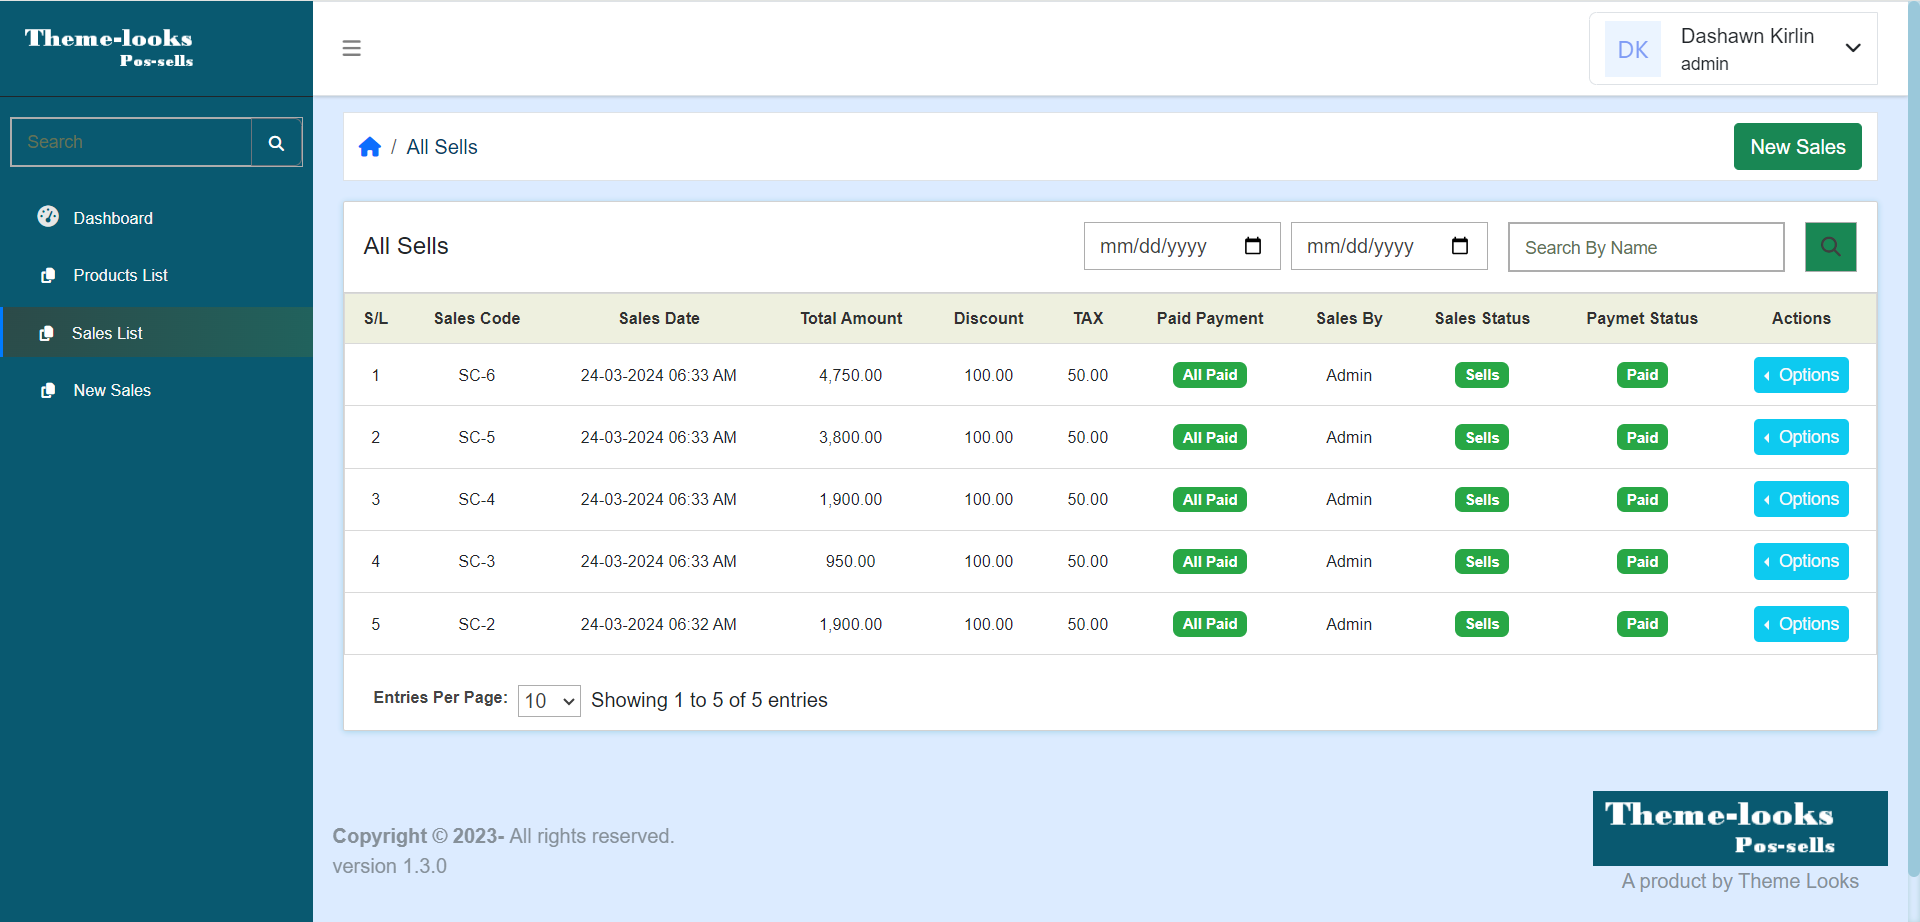 Theme-looks
Pos-sells
DK
Dashawn Kirlin
admin
Search
Dashboard
Products List
Sales List
New Sales
/ All Sells
New Sales
All Sells
mm/dd/yyyy mm/dd/yyyy Search By Name
S/L Sales Code Sales Date Total Amount Discount TAX Paid Payment Sales By Sales Status Paymet Status Actions
1 SC-6 24-03-2024 06:33 AM 4,750.00 100.00 50.00 All Paid Admin Sells Paid Options
2 SC-5 24-03-2024 06:33 AM 3,800.00 100.00 50.00 All Paid Admin Sells Paid Options
3 SC-4 24-03-2024 06:33 AM 1,900.00 100.00 50.00 All Paid Admin Sells Paid Options
4 SC-3 24-03-2024 06:33 AM 950.00 100.00 50.00 All Paid Admin Sells Paid Options
5 SC-2 24-03-2024 06:32 AM 1,900.00 100.00 50.00 All Paid Admin Sells Paid Options
Entries Per Page: 10 Showing 1 to 5 of 5 entries
Copyright © 2023- All rights reserved.
version 1.3.0
Theme-looks
Pos-sells
A product by Theme Looks